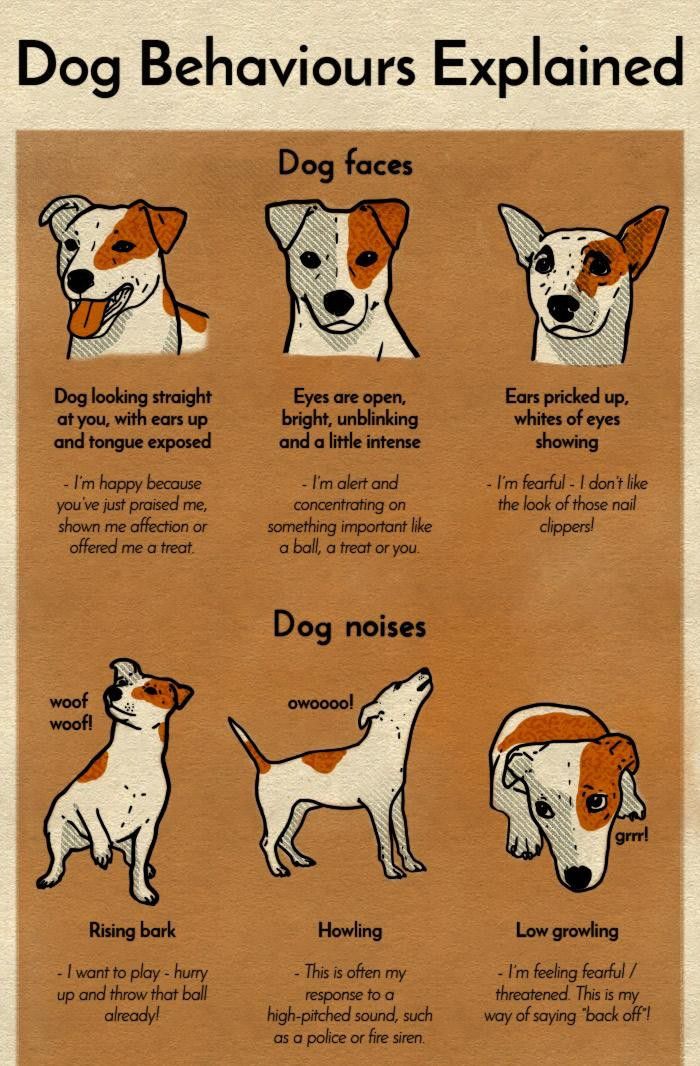 Dog Behaviours Explained
Dog faces
Dog looking straight
at you, with ears up
and tongue exposed
- I'm happy because
you've just praised me,
shown me affection or
offered me a treat.
Eyes are open,
bright, unblinking
and a little intense
- I'm alert and
concentrating on
something important like
a ball, a treat or you.
Ears pricked up,
whites of eyes
showing
- I'm fearful - I don't like
the look of those nail
clippers!
Dog noises
woof
woof!
Rising bark
- I want to play - hurry
up and throw that ball
already!
owoooo!
Howling
- This is often my
response to a
high-pitched sound, such
as a police or fire siren.
grrr!
Low growling
- I'm feeling fearful /
threatened. This is my
way of saying "back off"!